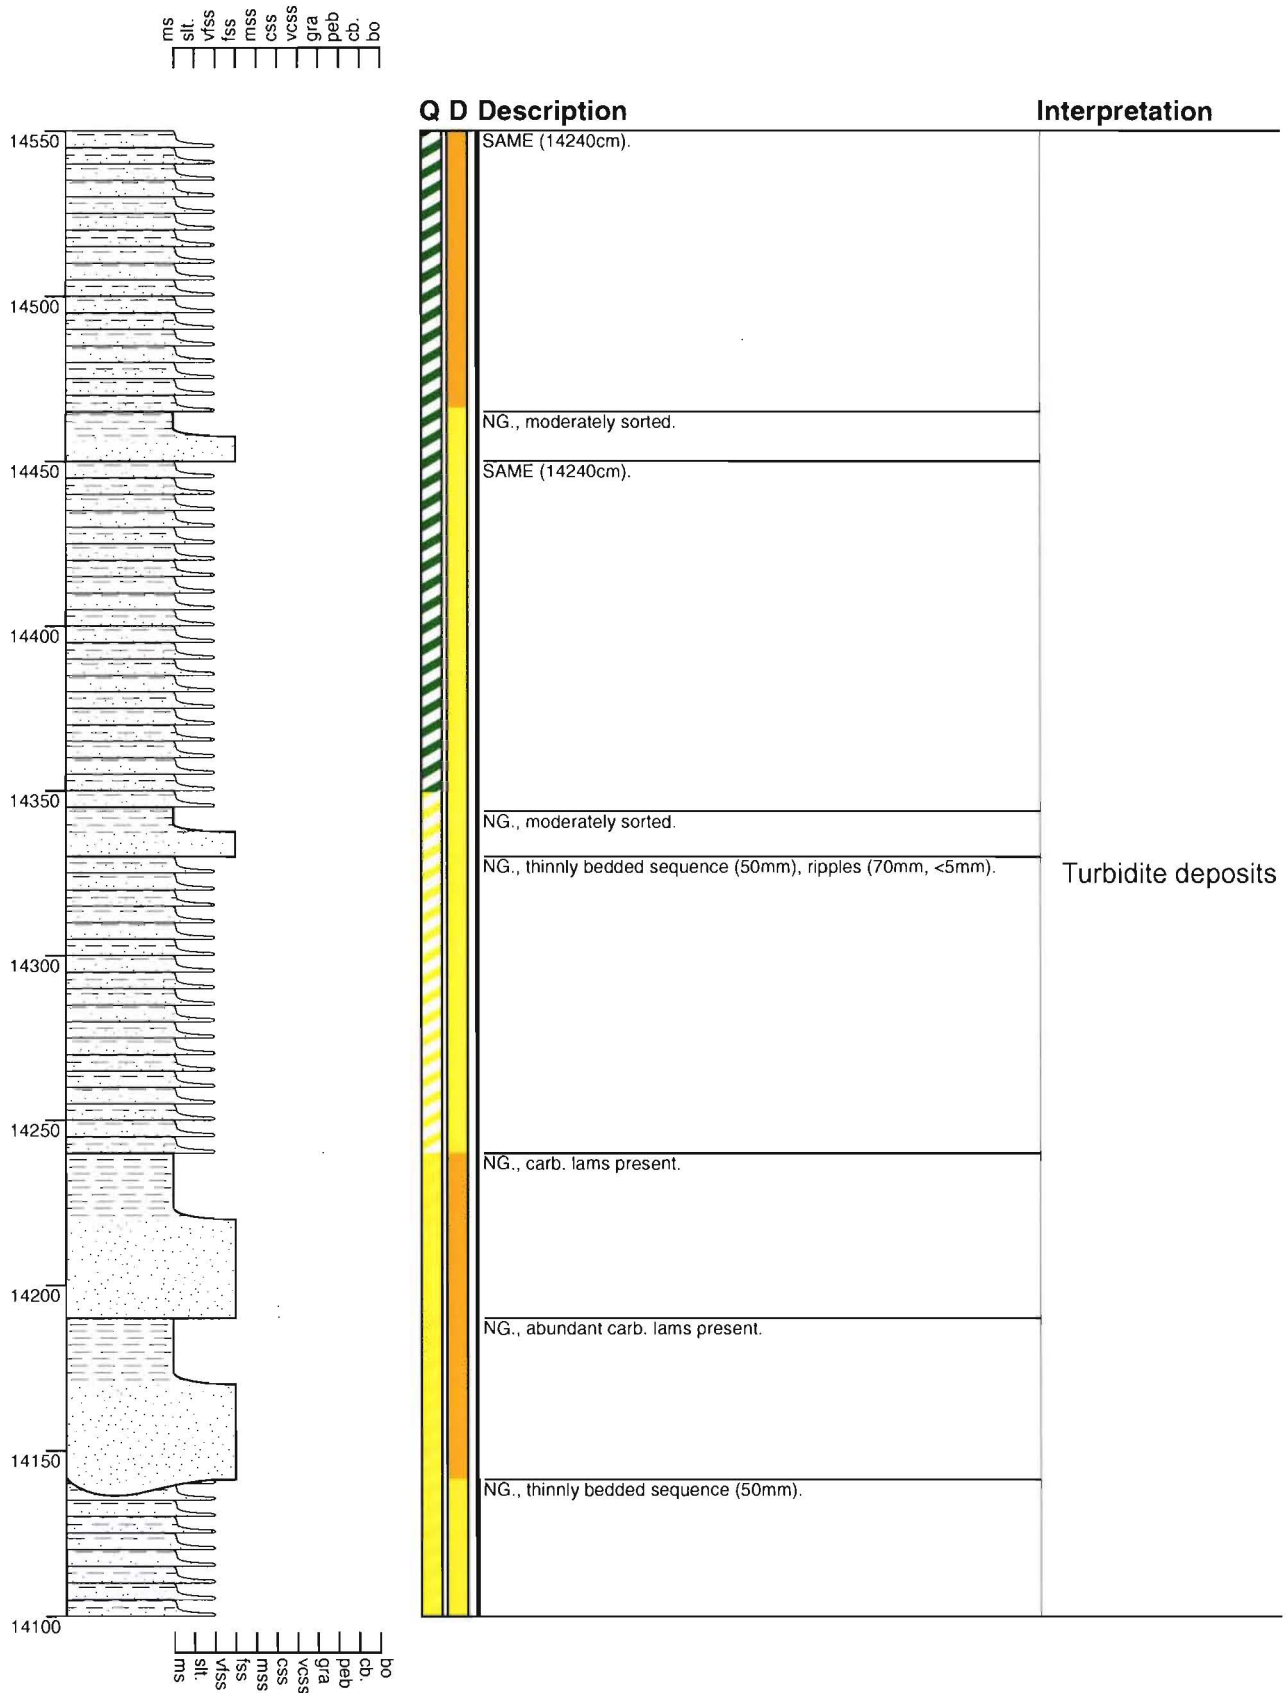 ms slt. vfss fss mss css vcss gra peb cb. bo
Q D Description Interpretation
14550
SAME (14240cm).
14500
NG., moderately sorted.
14450
SAME (14240cm).
14400
14350
NG., moderately sorted.
NG., thinnly bedded sequence (50mm), ripples (70mm, <5mm).
Turbidite deposits
14300
14250
NG., carb. lams present.
14200
NG., abundant carb. lams present.
14150
NG., thinnly bedded sequence (50mm).
14100
ms slt. vfss fss mss css vcss gra peb cb. bo